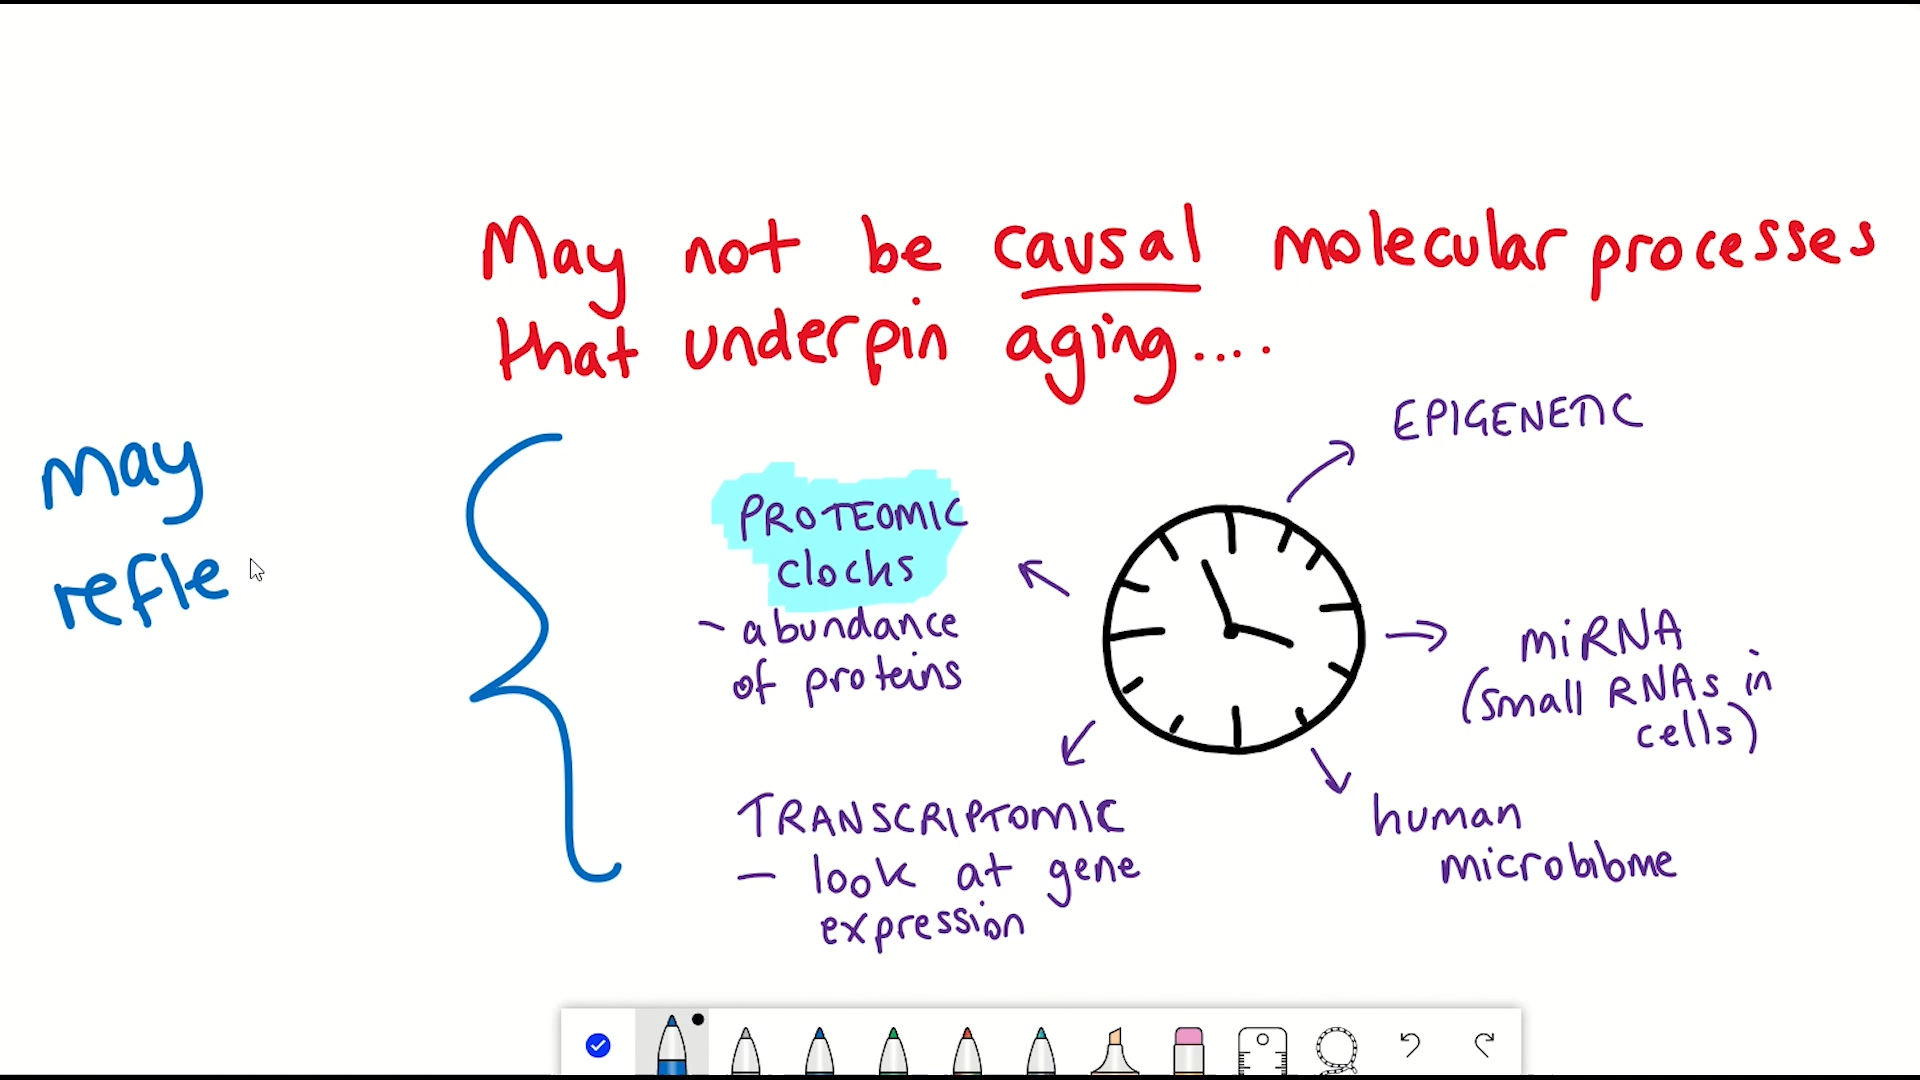 May not be causal molecular processes
that underpin aging....
EPIGENETIC
may
refle
PROTEOMIC
clocks
- abundance
of proteins
miRNA
(small RNAs in
cells)
TRANSCRIPTOMIC
- look at gene
expression
human
microbibme